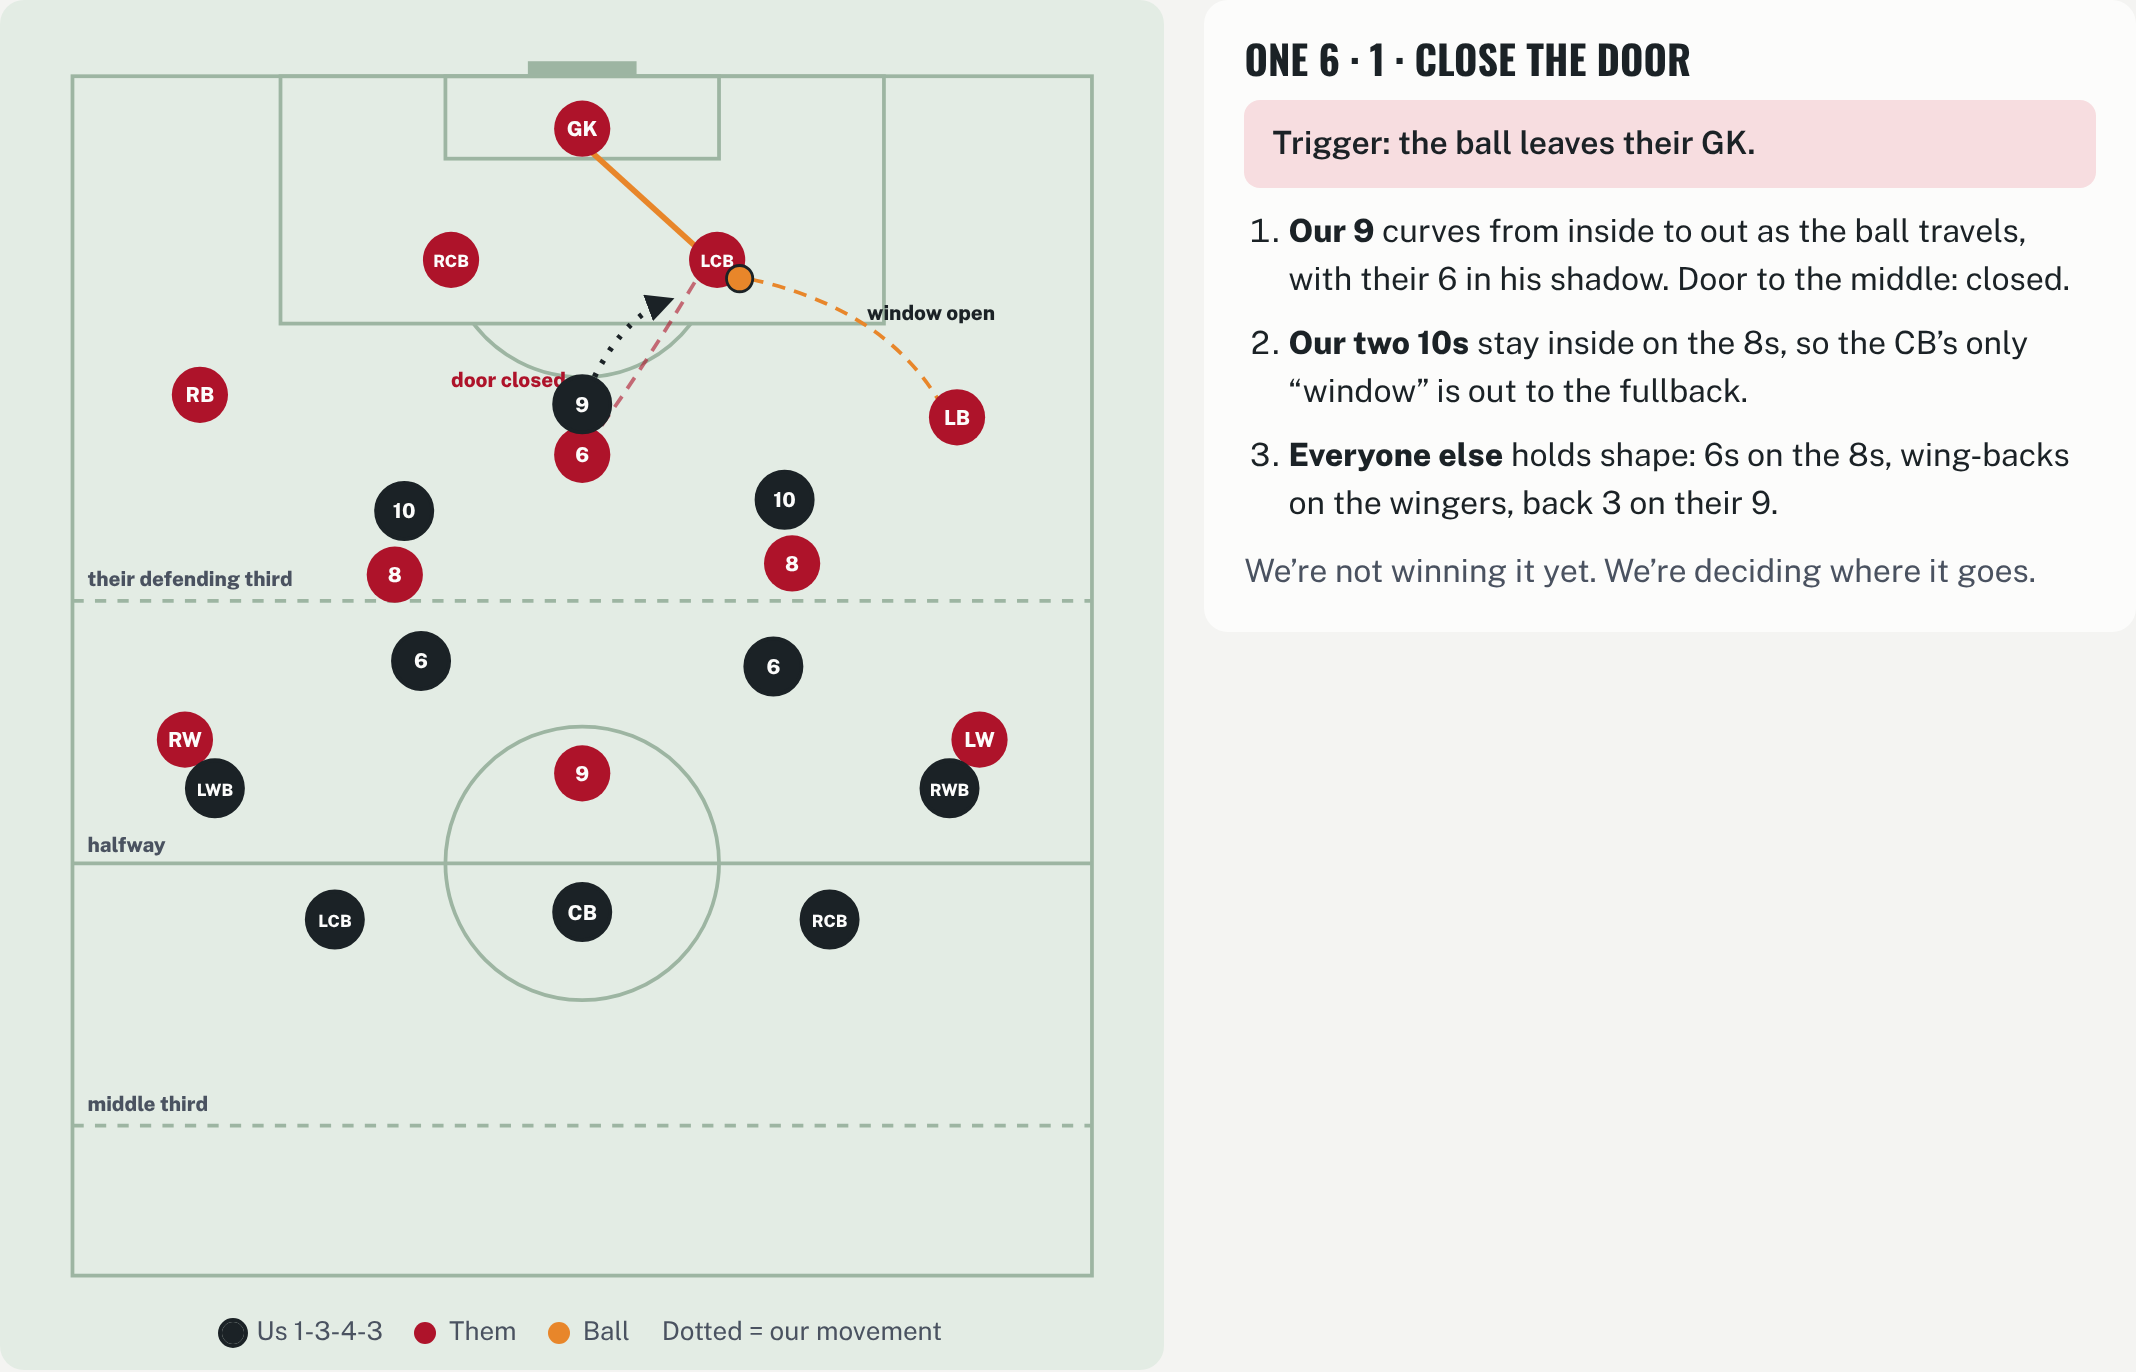 GK
RCB
LCB
window open
door closed
RB
9
LB
6
10
10
8
8
their defending third
6
6
RW
LW
9
LWB
RWB
halfway
LCB
CB
RCB
middle third
Us 1-3-4-3
Them
Ball
Dotted = our movement
ONE 6 · 1 · CLOSE THE DOOR
Trigger: the ball leaves their GK.
1. Our 9 curves from inside to out as the ball travels,
with their 6 in his shadow. Door to the middle: closed.
2. Our two 10s stay inside on the 8s, so the CB’s only
“window” is out to the fullback.
3. Everyone else holds shape: 6s on the 8s, wing-backs
on the wingers, back 3 on their 9.
We’re not winning it yet. We’re deciding where it goes.